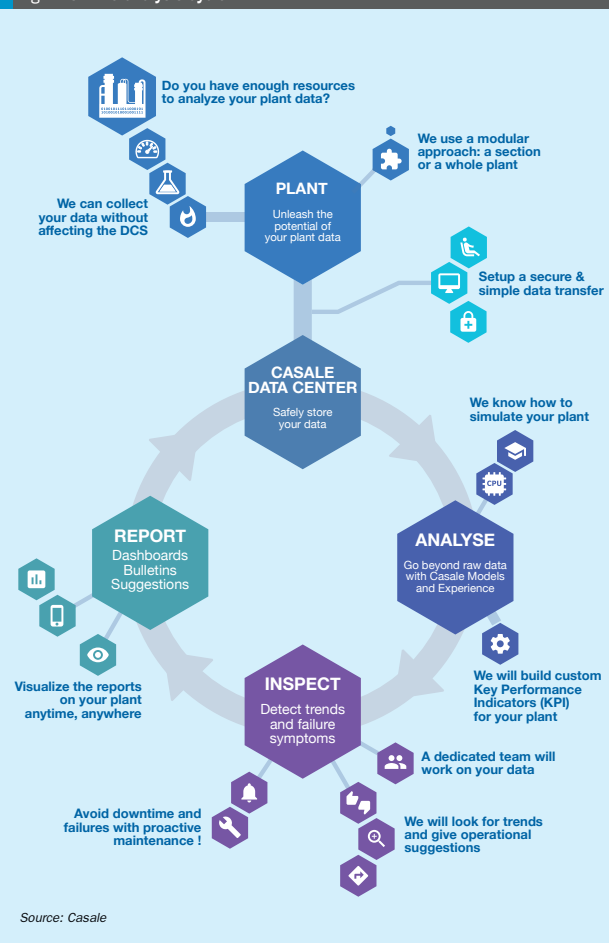 Do you have enough resources
to analyze your plant data?
We use a modular
approach: a section
or a whole plant
PLANT
Unleash the
potential of
your plant data
We can collect
your data without
affecting the DCS
Setup a secure &
simple data transfer
CASALE
DATA CENTER
Safely store
your data
We know how to
simulate your plant
CPU
ANALYSE
Go beyond raw data
with Casale Models
and Experience
REPORT
Dashboards
Bulletins
Suggestions
We will build custom
Key Performance
Indicators (KPI)
for your plant
Visualize the reports
on your plant
anytime, anywhere
INSPECT
Detect trends
and failure
symptoms
A dedicated team will
work on your data
Avoid downtime and
failures with proactive
maintenance !
We will look for trends
and give operational
suggestions
Source: Casale